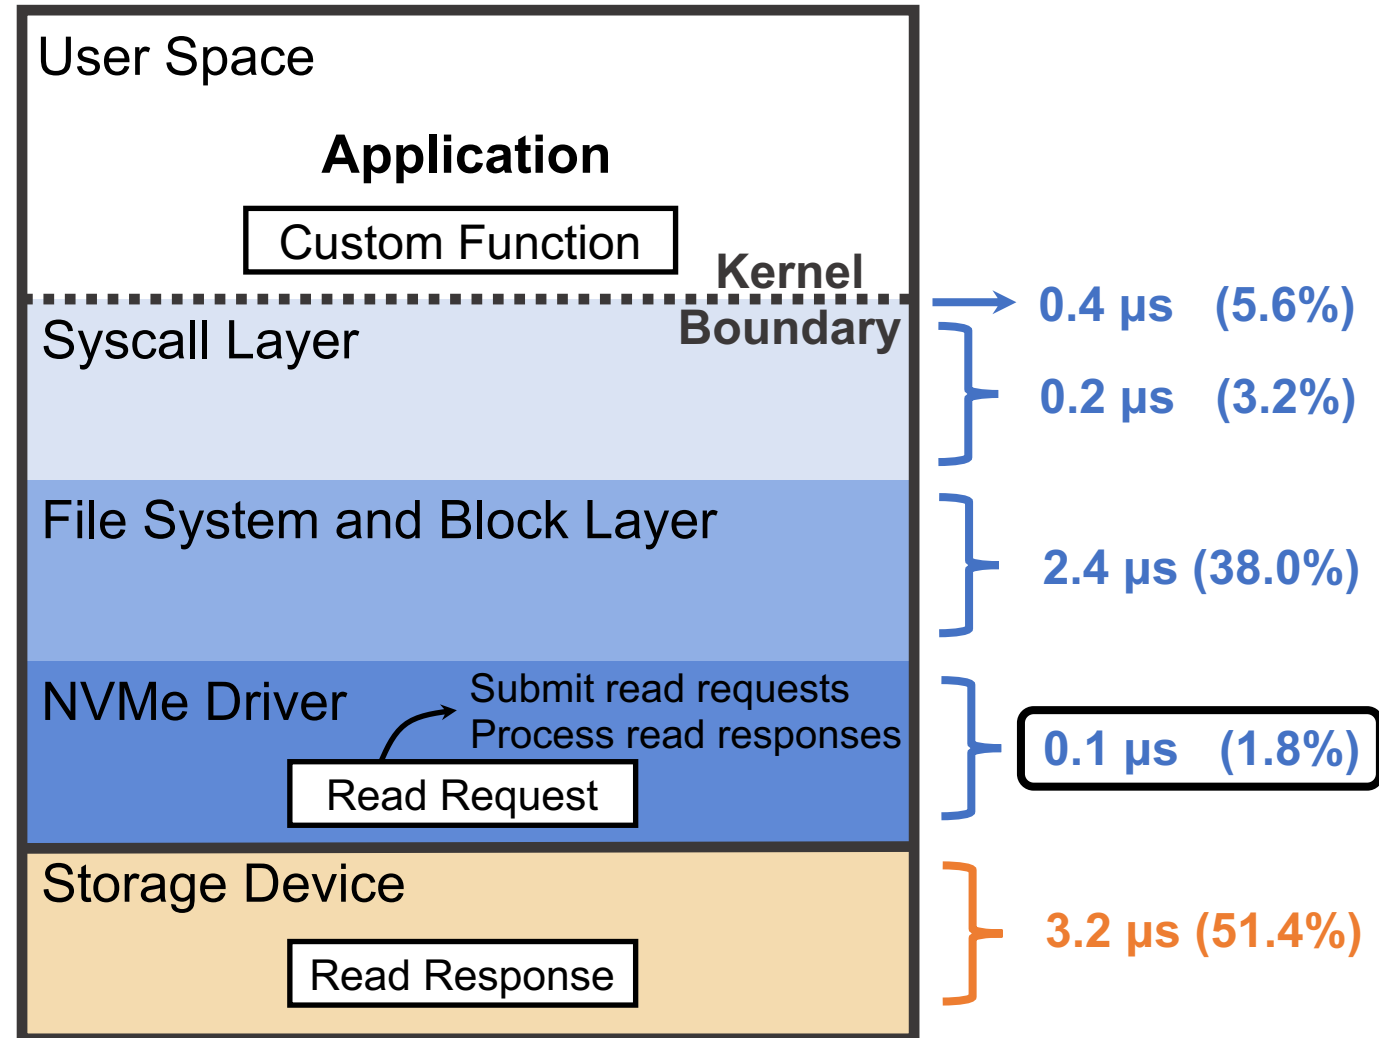 User Space
Application
Custom Function
Kernel
Boundary
0.4 µs (5.6%)
Syscall Layer
0.2 µs (3.2%)
File System and Block Layer
2.4 µs (38.0%)
NVMe Driver
Submit read requests
Process read responses
0.1 µs (1.8%)
Read Request
Storage Device
3.2 µs (51.4%)
Read Response